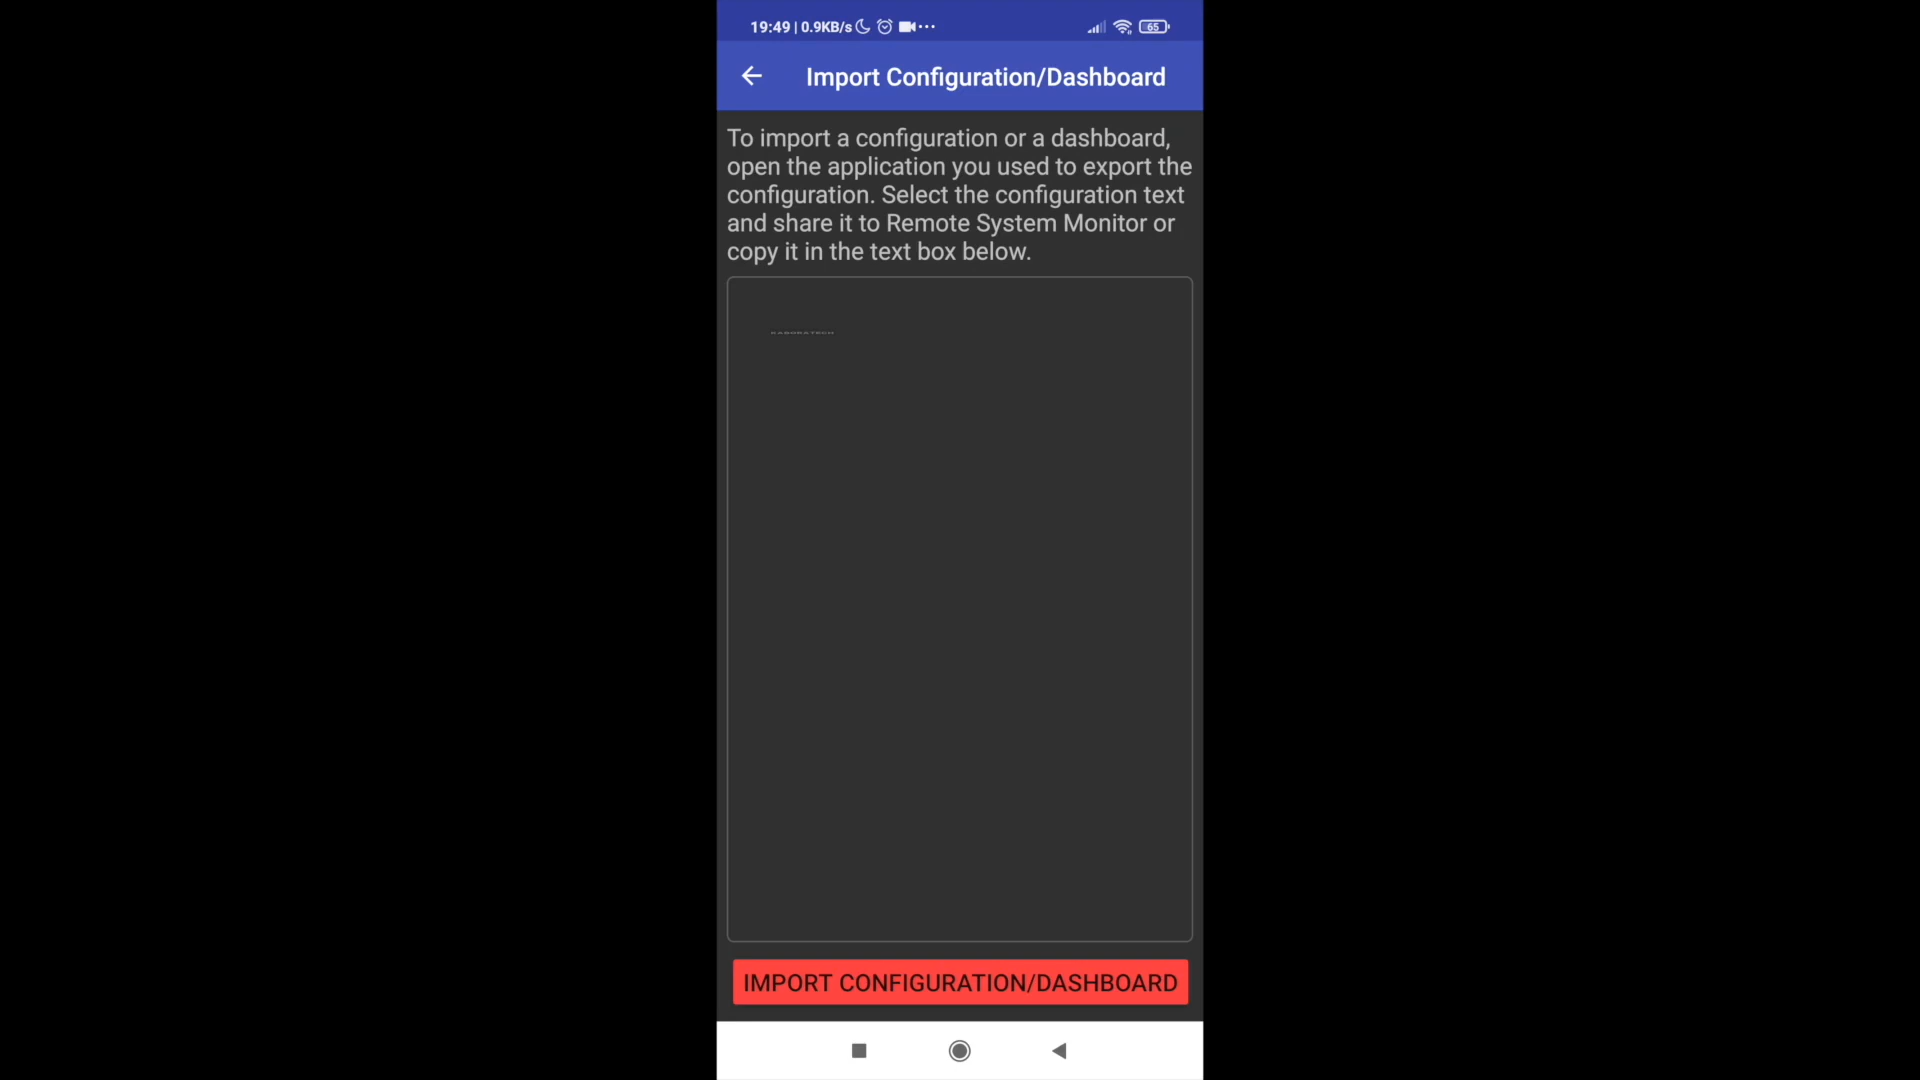 19:49 | 0.9KB/s
65
Import Configuration/Dashboard
To import a configuration or a dashboard,
open the application you used to export the
configuration. Select the configuration text
and share it to Remote System Monitor or
copy it in the text box below.
IMPORT CONFIGURATION/DASHBOARD